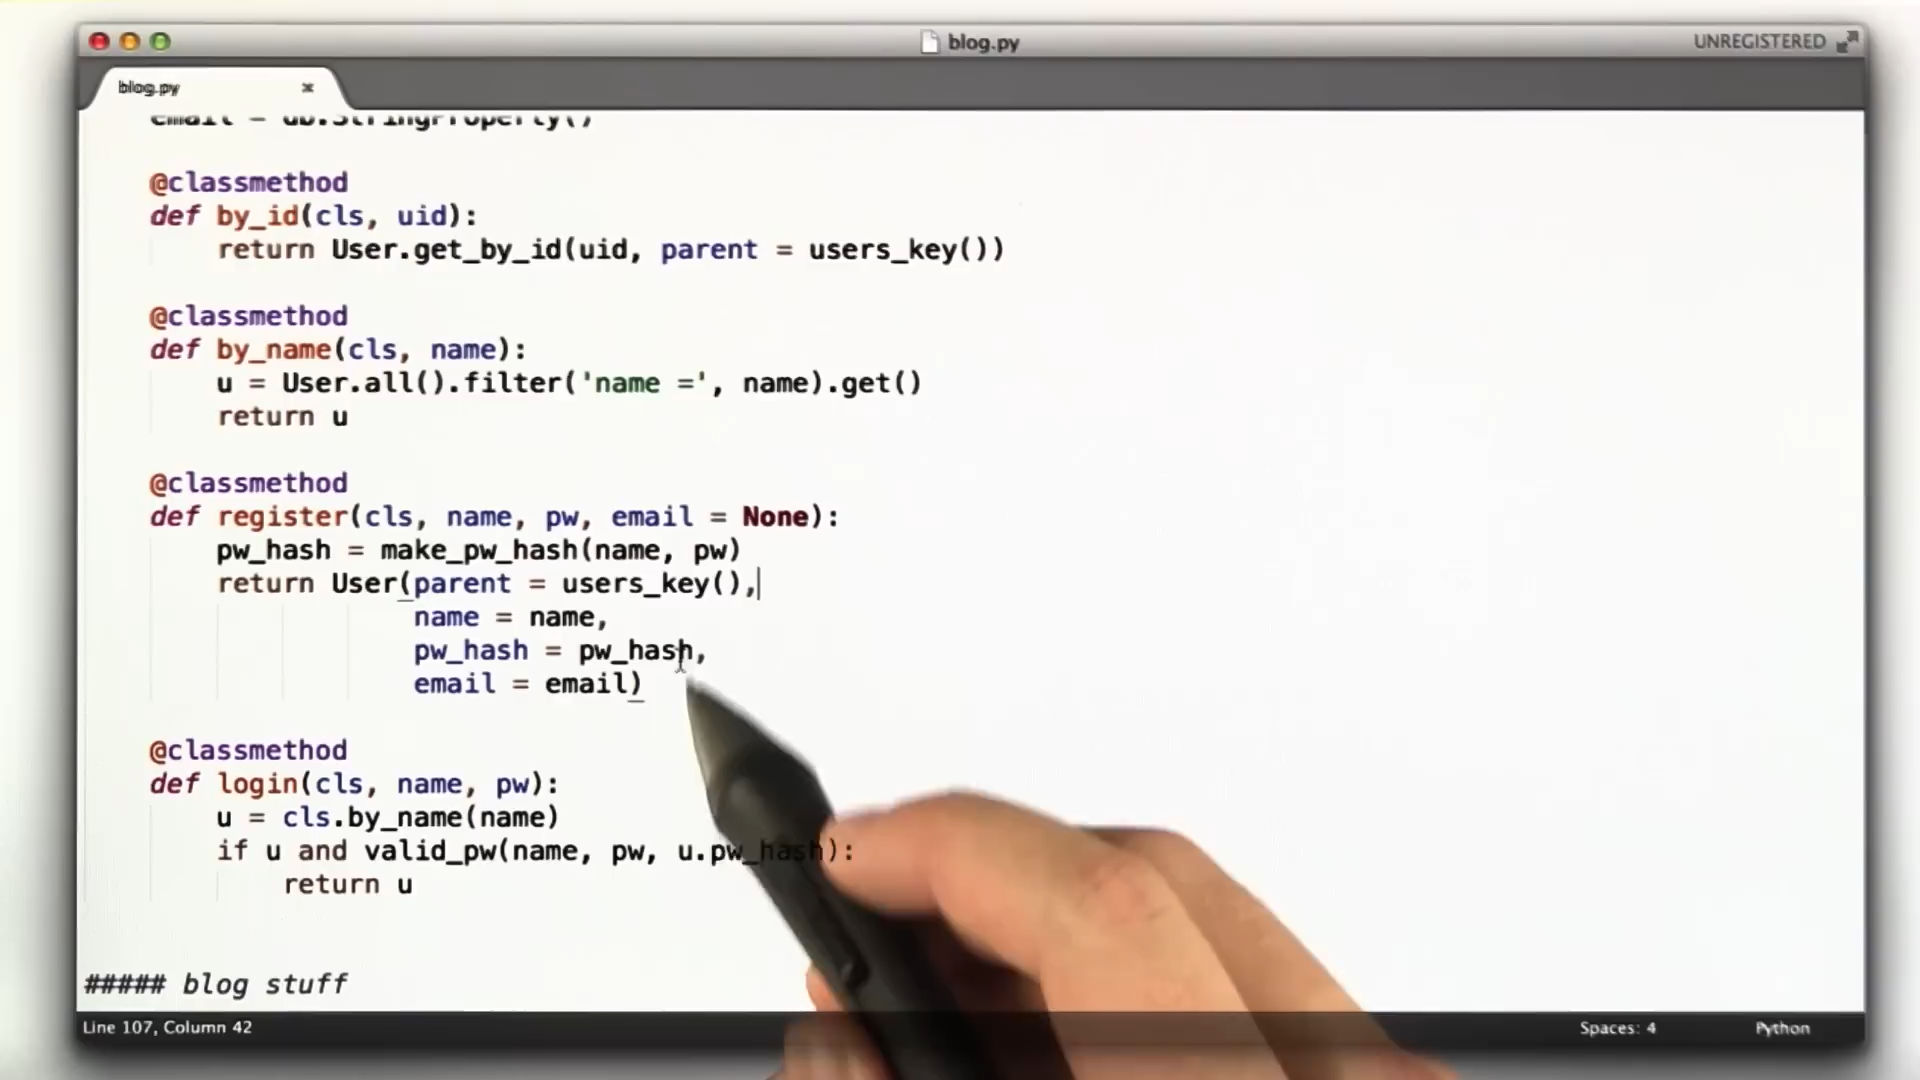 blog.py
UNREGISTERED
blog.py
email = db.StringProperty()
@classmethod
def by_id(cls, uid):
return User.get_by_id(uid, parent = users_key())
@classmethod
def by_name(cls, name):
u = User.all().filter('name =', name).get()
return u
@classmethod
def register(cls, name, pw, email = None):
pw_hash = make_pw_hash(name, pw)
return User(parent = users_key(),
name = name,
pw_hash = pw_hash,
email = email)
@classmethod
def login(cls, name, pw):
u = cls.by_name(name)
if u and valid_pw(name, pw, u.pw_hash):
return u
##### blog stuff
Line 107, Column 42
Spaces: 4
Python